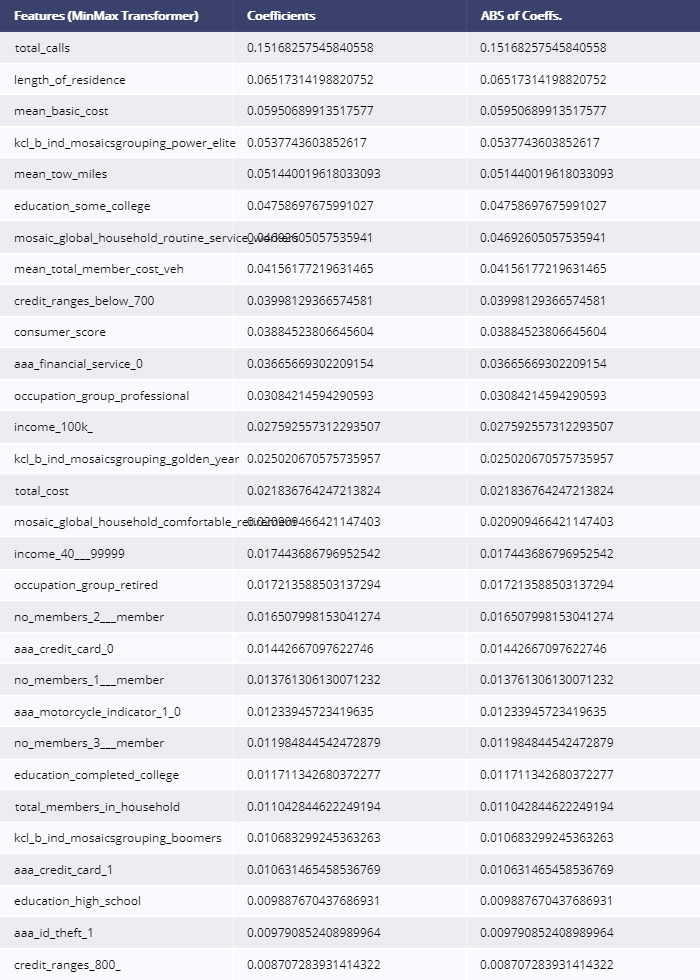 Features (MinMax Transformer) Coefficients ABS of Coeffs.
total_calls 0.15168257545840558 0.15168257545840558
length_of_residence 0.06517314198820752 0.06517314198820752
mean_basic_cost 0.05950689913517577 0.05950689913517577
kcl_b_ind_mosaicsgrouping_power_elite 0.0537743603852617 0.0537743603852617
mean_tow_miles 0.051440019618033093 0.051440019618033093
education_some_college 0.04758697675991027 0.04758697675991027
mosaic_global_household_routine_service_workers 0.04692605057535941 0.04692605057535941
mean_total_member_cost_veh 0.04156177219631465 0.04156177219631465
credit_ranges_below_700 0.03998129366574581 0.03998129366574581
consumer_score 0.03884523806645604 0.03884523806645604
aaa_financial_service_0 0.03665669302209154 0.03665669302209154
occupation_group_professional 0.03084214594290593 0.03084214594290593
income_100k_ 0.027592557312293507 0.027592557312293507
kcl_b_ind_mosaicsgrouping_golden_year 0.025020670575735957 0.025020670575735957
total_cost 0.021836764247213824 0.021836764247213824
mosaic_global_household_comfortable_retirement 0.020909466421147403 0.020909466421147403
income_40___99999 0.017443686796952542 0.017443686796952542
occupation_group_retired 0.017213588503137294 0.017213588503137294
no_members_2___member 0.016507998153041274 0.016507998153041274
aaa_credit_card_0 0.01442667097622746 0.01442667097622746
no_members_1___member 0.013761306130071232 0.013761306130071232
aaa_motorcycle_indicator_1_0 0.01233945723419635 0.01233945723419635
no_members_3___member 0.011984844542472879 0.011984844542472879
education_completed_college 0.011711342680372277 0.011711342680372277
total_members_in_household 0.011042844622249194 0.011042844622249194
kcl_b_ind_mosaicsgrouping_boomers 0.010683299245363263 0.010683299245363263
aaa_credit_card_1 0.010631465458536769 0.010631465458536769
education_high_school 0.009887670437686931 0.009887670437686931
aaa_id_theft_1 0.009790852408989964 0.009790852408989964
credit_ranges_800_ 0.008707283931414322 0.008707283931414322